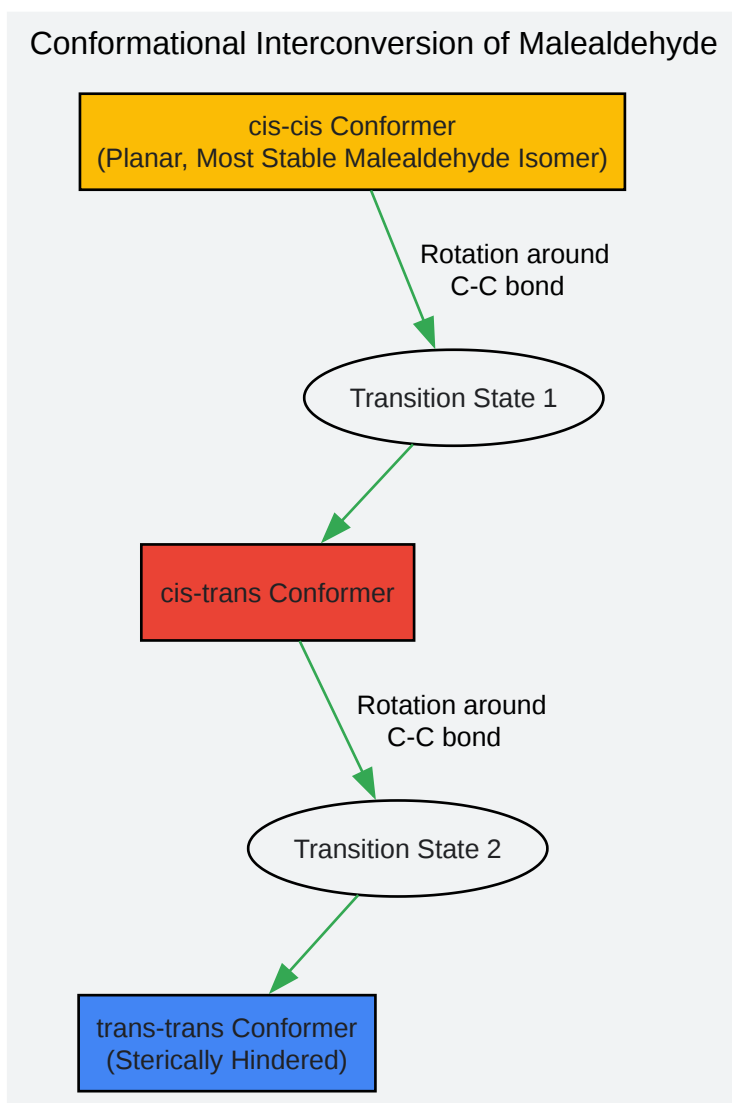 Conformational Interconversion of Malealdehyde
cis-cis Conformer
(Planar, Most Stable Malealdehyde Isomer)
Rotation around
C-C bond
Transition State 1
cis-trans Conformer
Rotation around
C-C bond
Transition State 2
trans-trans Conformer
(Sterically Hindered)